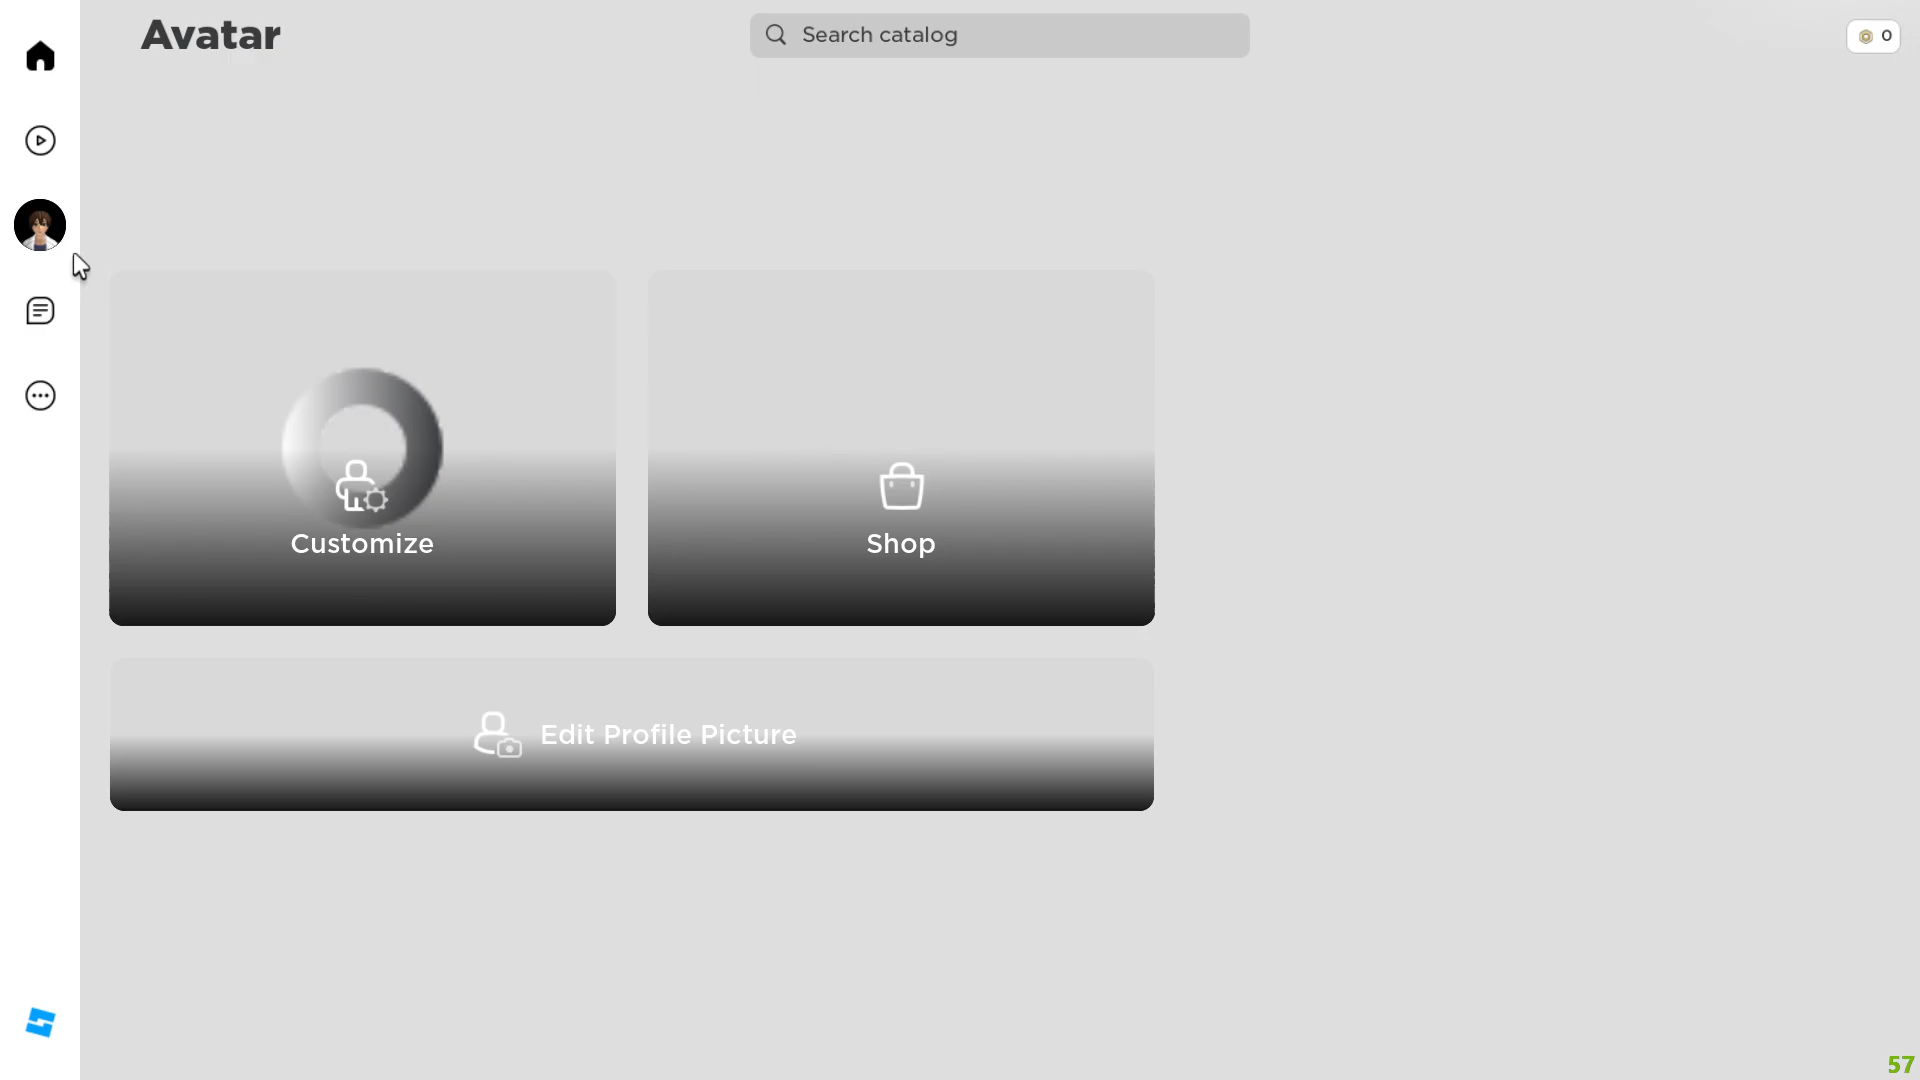 Avatar
Search catalog
0
Customize
Shop
Edit Profile Picture
57